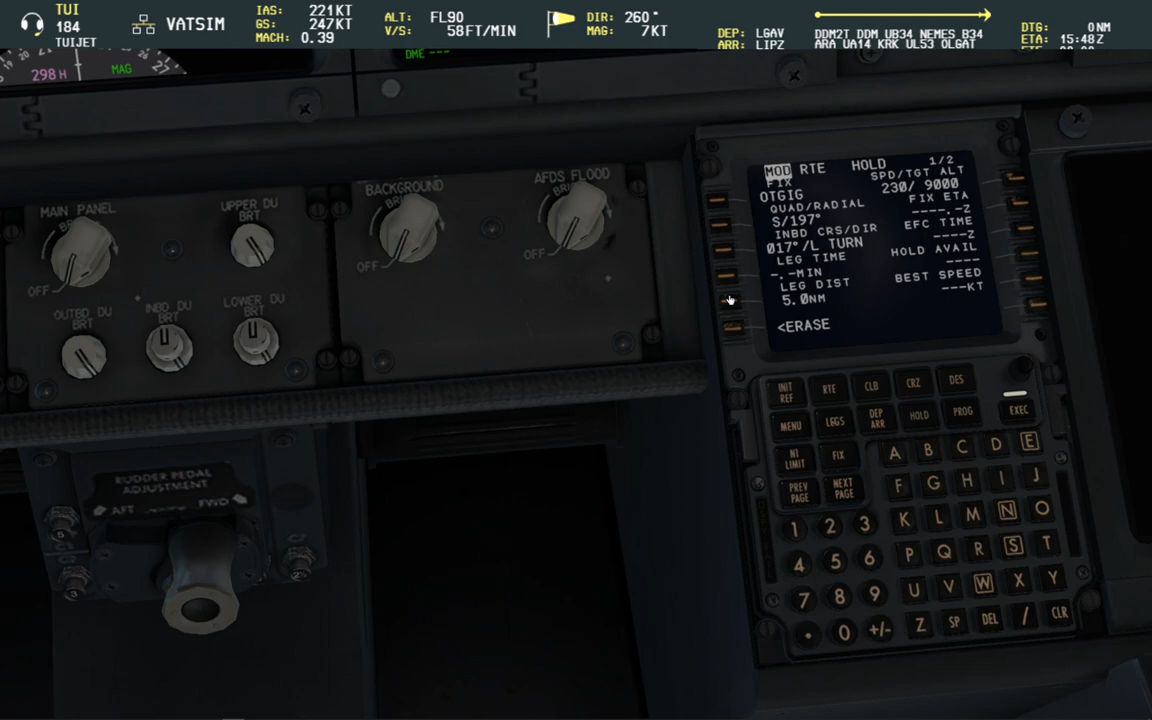 TUI
184
TUIJET
VATSIM
IAS: 221KT
GS: 247KT
MACH: 0.39
ALT: FL90
V/S: 58FT/MIN
DIR: 260°
MAG: 7KT
DEP: LGAV
ARR: LIPZ
DDM2T DDM UB34 NEMES B34
ARA UA14 KRK UL53 OLGAT
DTG: 0NM
ETA: 15:48Z
298H
MAG
27
DME ---
MAIN PANEL
BRT
OFF
UPPER DU
BRT
OUTBD DU
BRT
INBD DU
BRT
LOWER DU
BRT
BACKGROUND
OFF
AFDS FLOOD
OFF
RUDDER PEDAL
ADJUSTMENT
AFT
FWD
5
3
MOD RTE HOLD 1/2
FIX SPD/TGT ALT
OTGIG 230/ 9000
QUAD/RADIAL FIX ETA
S/197° ----.-Z
INBD CRS/DIR EFC TIME
017°/L TURN ----Z
LEG TIME HOLD AVAIL
-.-MIN ----
LEG DIST BEST SPEED
5.0NM ---KT
<ERASE
INIT REF RTE CLB CRZ DES
MENU LEGS DEP ARR HOLD PROG EXEC
N1 LIMIT FIX A B C D E
PREV PAGE NEXT PAGE F G H I J
1 2 3 K L M N O
4 5 6 P Q R S T
7 8 9 U V W X Y
. 0 +/- Z SP DEL / CLR